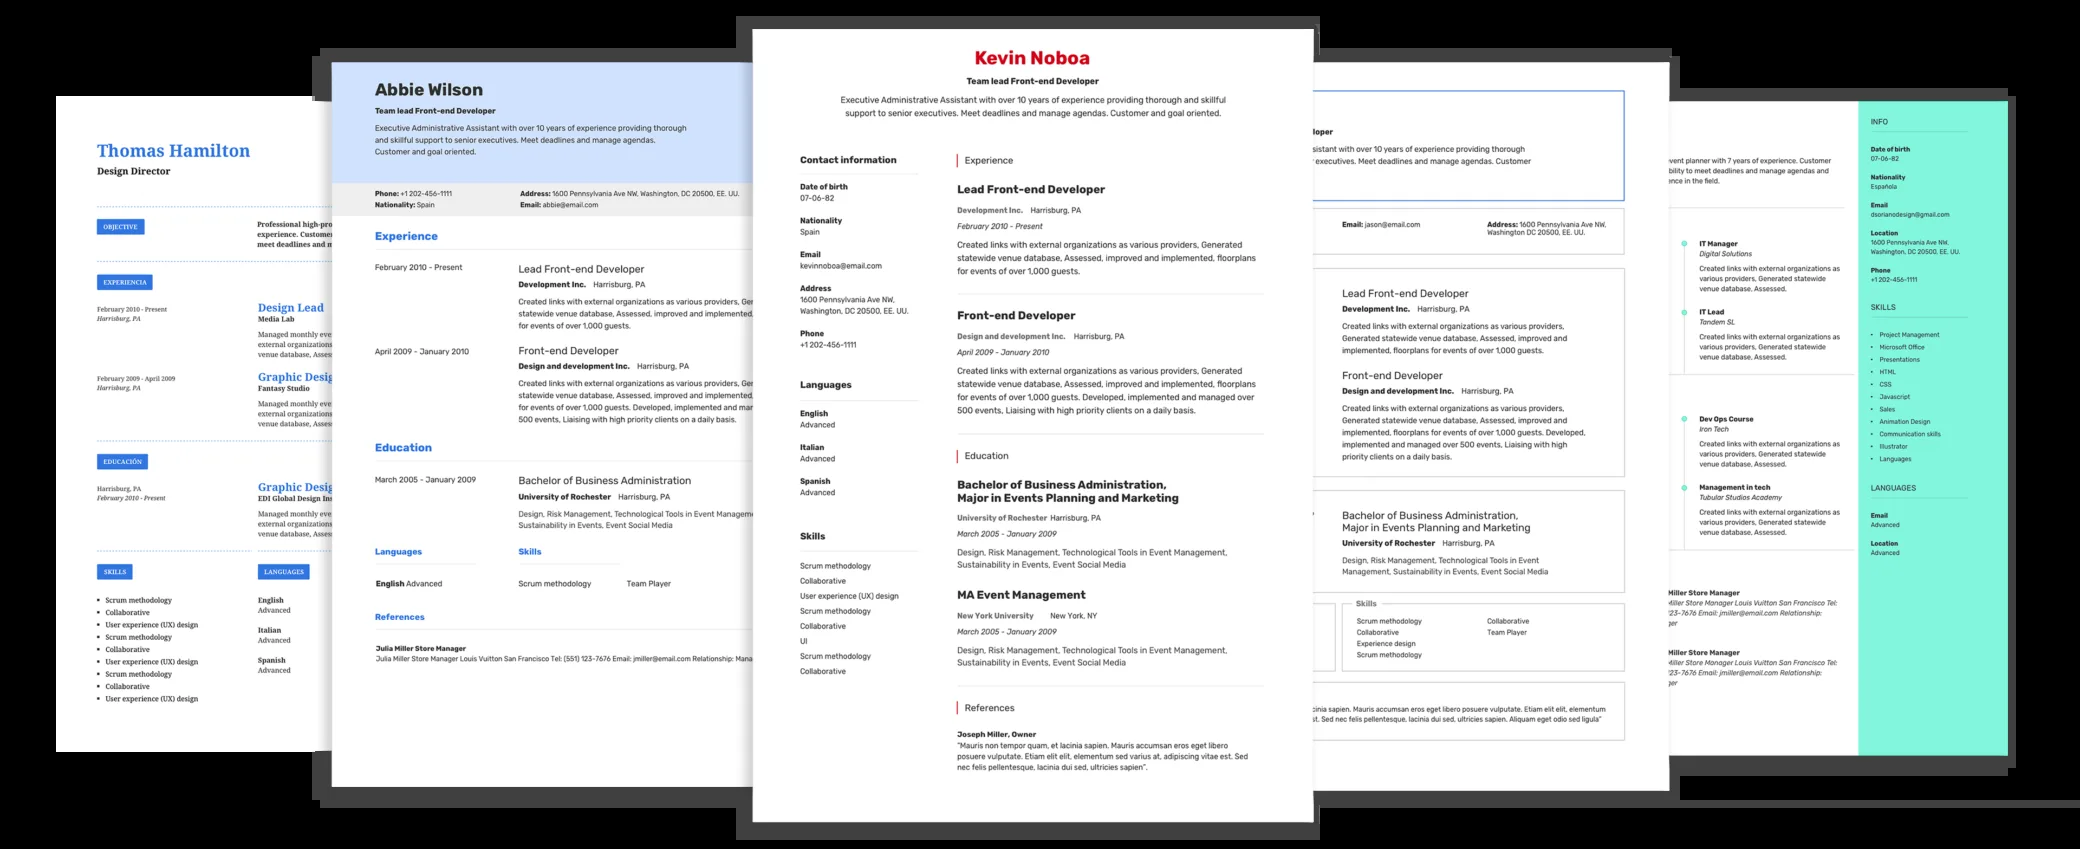 Thomas Hamilton
Design Director
OBJECTIVE
Professional high-pro
experience. Custome
meet deadlines and m
EXPERIENCIA
February 2010 - Present
Harrisburg, PA
Design Lead
Media Lab
Managed monthly eve
external organizations
venue database, Asses
February 2009 - April 2009
Harrisburg, PA
Graphic Desig
Fantasy Studio
Managed monthly eve
external organizations
venue database, Assess
EDUCACIÓN
Harrisburg, PA
February 2010 - Present
Graphic Desig
EDI Global Design Ins
Managed monthly eve
external organizations
venue database, Assess
SKILLS
• Scrum methodology
• Collaborative
• User experience (UX) design
• Scrum methodology
• Collaborative
• User experience (UX) design
• Scrum methodology
• Collaborative
• User experience (UX) design
LANGUAGES
English
Advanced
Italian
Advanced
Spanish
Advanced
Abbie Wilson
Team lead Front-end Developer
Executive Administrative Assistant with over 10 years of experience providing thorough
and skillful support to senior executives. Meet deadlines and manage agendas.
Customer and goal oriented.
Phone: +1 202-456-1111
Nationality: Spain
Address: 1600 Pennsylvania Ave NW, Washington, DC 20500, EE. UU.
Email: abbie@email.com
Experience
February 2010 - Present
Lead Front-end Developer
Development Inc. Harrisburg, PA
Created links with external organizations as various providers, Gen
statewide venue database, Assessed, improved and implemented,
for events of over 1,000 guests.
April 2009 - January 2010
Front-end Developer
Design and development Inc. Harrisburg, PA
Created links with external organizations as various providers, Gen
statewide venue database, Assessed, improved and implemented,
for events of over 1,000 guests. Developed, implemented and mar
500 events, Liaising with high priority clients on a daily basis.
Education
March 2005 - January 2009
Bachelor of Business Administration
University of Rochester Harrisburg, PA
Design, Risk Management, Technological Tools in Event Manageme
Sustainability in Events, Event Social Media
Languages
English Advanced
Skills
Scrum methodology
Team Player
References
Julia Miller Store Manager
Julia Miller Store Manager Louis Vuitton San Francisco Tel: (551) 123-7676 Email: jmiller@email.com Relationship: Mana
Kevin Noboa
Team lead Front-end Developer
Executive Administrative Assistant with over 10 years of experience providing thorough and skillful
support to senior executives. Meet deadlines and manage agendas. Customer and goal oriented.
Contact information
Date of birth
07-06-82
Nationality
Spain
Email
kevinnoboa@email.com
Address
1600 Pennsylvania Ave NW,
Washington, DC 20500, EE. UU.
Phone
+1 202-456-1111
Languages
English
Advanced
Italian
Advanced
Spanish
Advanced
Skills
Scrum methodology
Collaborative
User experience (UX) design
Scrum methodology
Collaborative
UI
Scrum methodology
Collaborative
Experience
Lead Front-end Developer
Development Inc. Harrisburg, PA
February 2010 - Present
Created links with external organizations as various providers, Generated
statewide venue database, Assessed, improved and implemented, floorplans
for events of over 1,000 guests.
Front-end Developer
Design and development Inc. Harrisburg, PA
April 2009 - January 2010
Created links with external organizations as various providers, Generated
statewide venue database, Assessed, improved and implemented, floorplans
for events of over 1,000 guests. Developed, implemented and managed over
500 events, Liaising with high priority clients on a daily basis.
Education
Bachelor of Business Administration,
Major in Events Planning and Marketing
University of Rochester Harrisburg, PA
March 2005 - January 2009
Design, Risk Management, Technological Tools in Event Management,
Sustainability in Events, Event Social Media
MA Event Management
New York University New York, NY
March 2005 - January 2009
Design, Risk Management, Technological Tools in Event Management,
Sustainability in Events, Event Social Media
References
Joseph Miller, Owner
"Mauris non tempor quam, et lacinia sapien. Mauris accumsan eros eget libero
posuere vulputate. Etiam elit elit, elementum sed varius at, adipiscing vitae est. Sed
nec felis pellentesque, lacinia dui sed, ultricies sapien".
loper
sistant with over 10 years of experience providing thorough
executives. Meet deadlines and manage agendas. Customer
Email: jason@email.com
Address: 1600 Pennsylvania Ave NW,
Washington DC 20500, EE. UU.
Lead Front-end Developer
Development Inc. Harrisburg, PA
Created links with external organizations as various providers,
Generated statewide venue database, Assessed, improved and
implemented, floorplans for events of over 1,000 guests.
Front-end Developer
Design and development Inc. Harrisburg, PA
Created links with external organizations as various providers,
Generated statewide venue database, Assessed, improved and
implemented, floorplans for events of over 1,000 guests. Developed,
implemented and managed over 500 events, Liaising with high
priority clients on a daily basis.
Bachelor of Business Administration,
Major in Events Planning and Marketing
University of Rochester Harrisburg, PA
Design, Risk Management, Technological Tools in Event
Management, Sustainability in Events, Event Social Media
Skills
Scrum methodology
Collaborative
Experience design
Scrum methodology
Collaborative
Team Player
cinia sapien. Mauris accumsan eros eget libero posuere vulputate. Etiam elit elit, elementum
st. Sed nec felis pellentesque, lacinia dui sed, ultricies sapien. Aliquam eget odio sed ligula"
event planner with 7 years of experience. Customer
bility to meet deadlines and manage agendas
ence in the field.
IT Manager
Digital Solutions
Created links with external organizations as
various providers, Generated statewide
venue database, Assessed.
IT Lead
Tandem SL
Created links with external organizations as
various providers, Generated statewide
venue database, Assessed.
Dev Ops Course
Iron Tech
Created links with external organizations as
various providers, Generated statewide
venue database, Assessed.
Management in tech
Tubular Studios Academy
Created links with external organizations as
various providers, Generated statewide
venue database, Assessed.
Miller Store Manager
Miller Store Manager Louis Vuitton San Francisco Tel:
123-7676 Email: jmiller@email.com Relationship:
ger
Miller Store Manager
Miller Store Manager Louis Vuitton San Francisco Tel:
123-7676 Email: jmiller@email.com Relationship:
ger
INFO
Date of birth
07-06-82
Nationality
Española
Email
dsorianodesign@gmail.com
Location
1600 Pennsylvania Ave NW,
Washington, DC 20500, EE. UU.
Phone
+1 202-456-1111
SKILLS
• Project Management
• Microsoft Office
• Presentations
• HTML
• CSS
• Javascript
• Sales
• Animation Design
• Communication skills
• Illustrator
• Languages
LANGUAGES
Email
Advanced
Location
Advanced